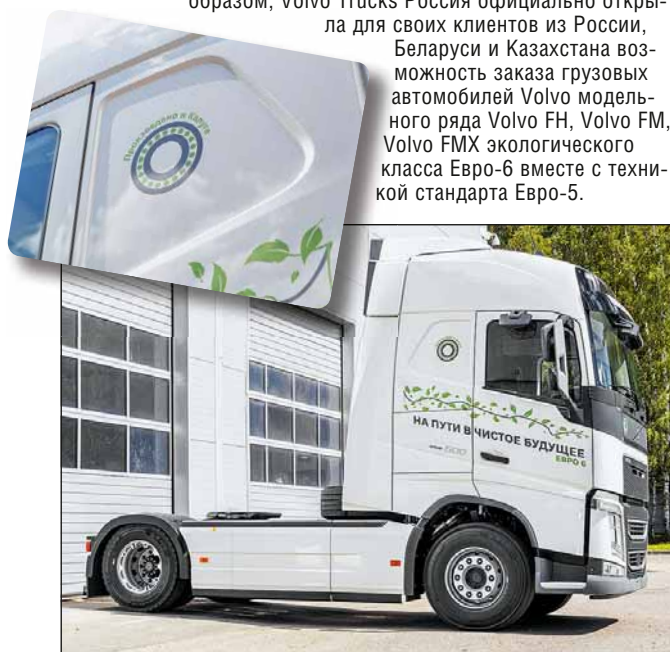 образом, Volvo Trucks Россия официально откры-
ла для своих клиентов из России,
Беларуси и Казахстана воз-
можность заказа грузовых
автомобилей Volvo модель-
ного ряда Volvo FH, Volvo FM,
Volvo FMX экологического
класса Евро-6 вместе с техни-
кой стандарта Евро-5.
Произведено в Калуге
НА ПУТИ В ЧИСТОЕ БУДУЩЕЕ
ЕВРО 6
500